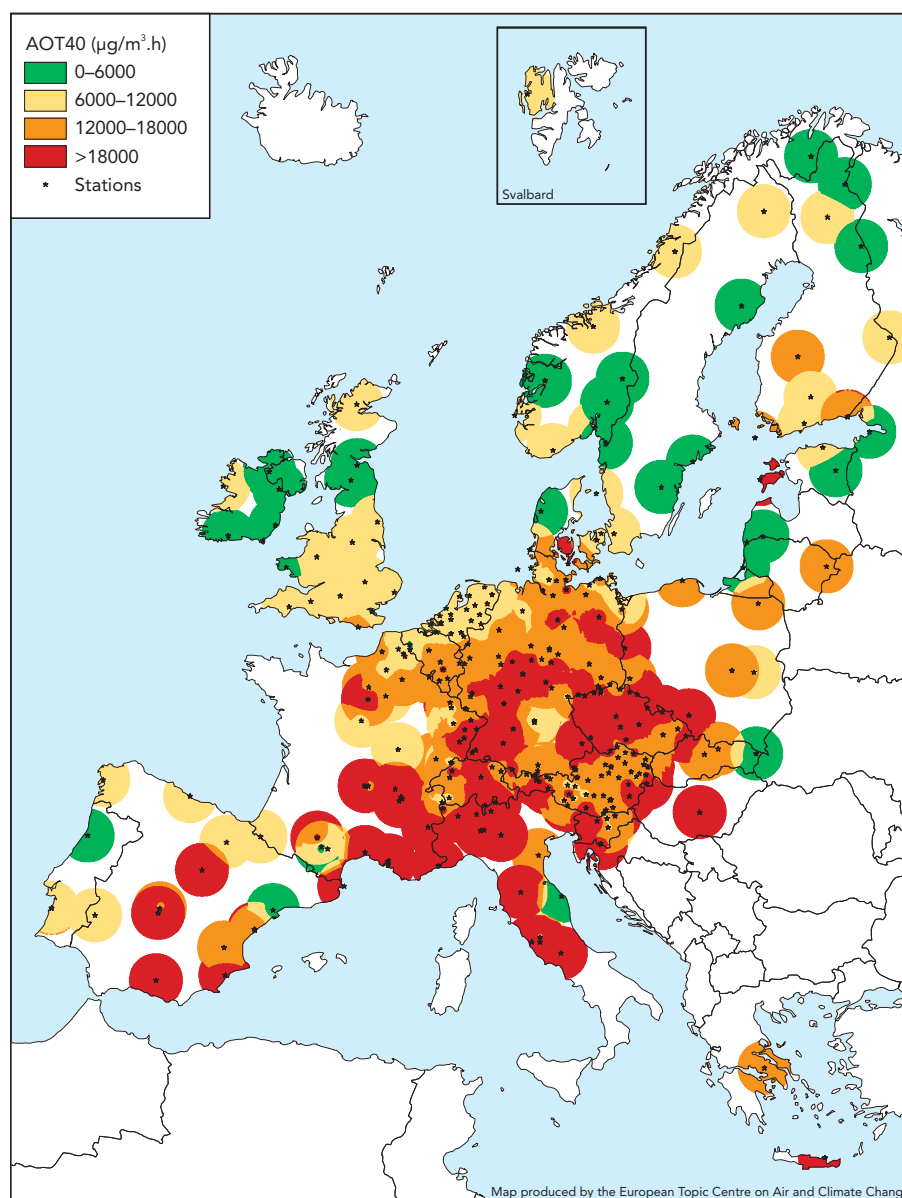 AOT40 (µg/m³.h)
0–6000
6000–12000
12000–18000
>18000
Stations
Svalbard
Map produced by the European Topic Centre on Air and Climate Change